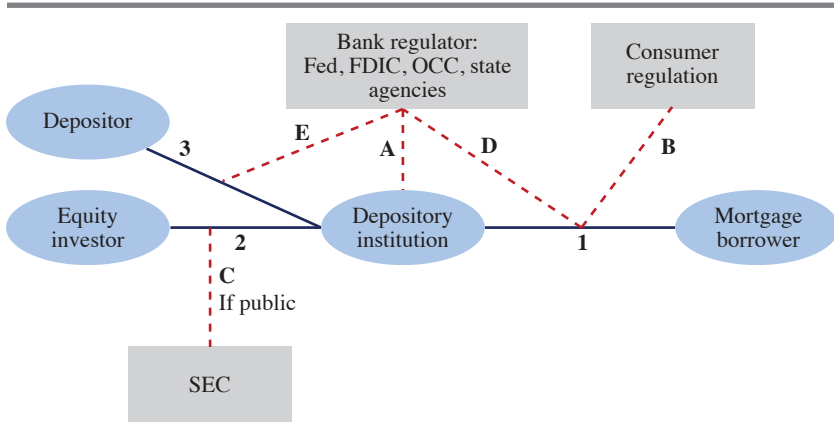 Bank regulator:
Fed, FDIC, OCC, state
agencies
Consumer
regulation
Depositor
3
E
A
D
B
Equity
investor
2
Depository
institution
1
Mortgage
borrower
C
If public
SEC